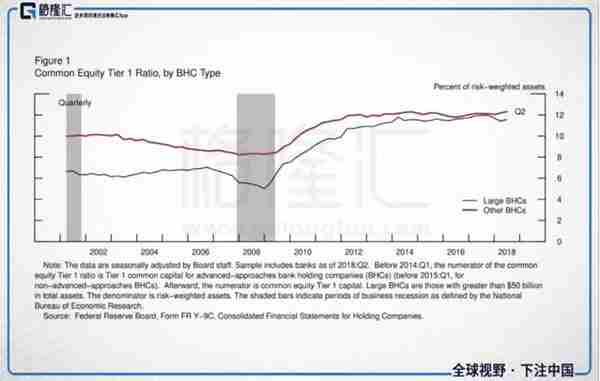 格隆汇
Figure 1
Common Equity Tier 1 Ratio, by BHC Type
Percent of risk-weighted assets
Quarterly
14
12
10
8
6
4
2
0
Q2
格隆汇
Large BHCs
Other BHCs
2002 2004 2006 2008 2010 2012 2014 2016 2018
Note: The data are seasonally adjusted by Board staff. Sample includes banks as of 2018:Q2. Before 2014:Q1, the numerator of the common
equity Tier 1 ratio is Tier 1 common capital for advanced-approaches bank holding companies (BHCs) (before 2015:Q1, for
non-advanced-approaches BHCs). Afterward, the numerator is common equity Tier 1 capital. Large BHCs are those with greater than $50 billion
in total assets. The denominator is risk-weighted assets. The shaded bars indicate periods of business recession as defined by the National
Bureau of Economic Research.
Source: Federal Reserve Board, Form FR Y-9C, Consolidated Financial Statements for Holding Companies.
全球视野·下注中国